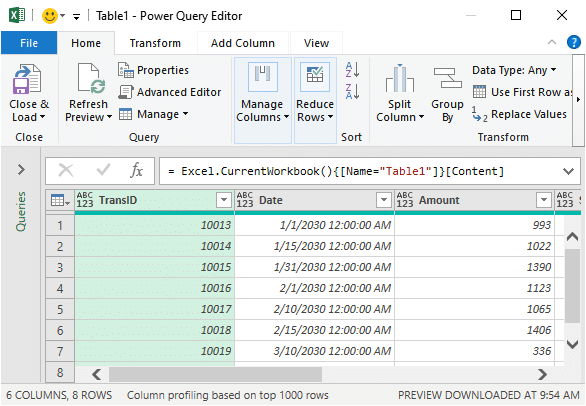 Table1 - Power Query Editor
File Home Transform Add Column View
Close & Load
Refresh Preview
Properties
Advanced Editor
Manage
Manage Columns
Reduce Rows
A Z
Z A
Split Column
Group By
Data Type: Any
Use First Row as
1 2 Replace Values
Close Query Sort Transform
Queries
fx = Excel.CurrentWorkbook(){[Name="Table1"]}[Content]
ABC 123 TransID ABC 123 Date ABC 123 Amount ABC 123
1 10013 1/1/2030 12:00:00 AM 993
2 10014 1/15/2030 12:00:00 AM 1022
3 10015 1/31/2030 12:00:00 AM 1390
4 10016 2/1/2030 12:00:00 AM 1123
5 10017 2/10/2030 12:00:00 AM 1065
6 10018 2/15/2030 12:00:00 AM 1406
7 10019 3/10/2030 12:00:00 AM 336
8
6 COLUMNS, 8 ROWS Column profiling based on top 1000 rows PREVIEW DOWNLOADED AT 9:54 AM